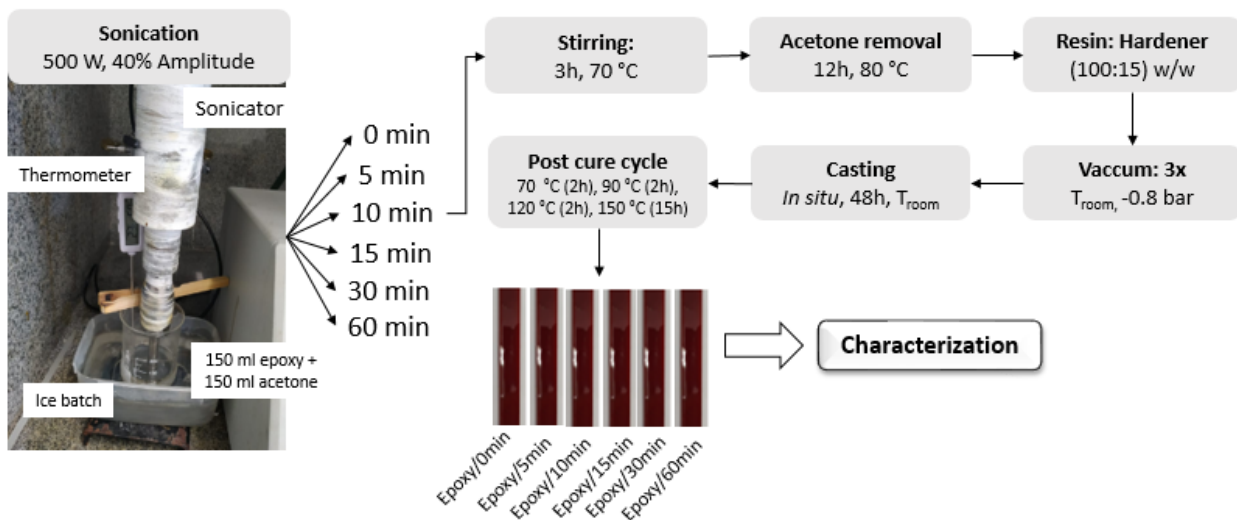 Sonication
500 W, 40% Amplitude
Sonicator
Thermometer
150 ml epoxy +
150 ml acetone
Ice batch
0 min
5 min
10 min
15 min
30 min
60 min
Stirring:
3h, 70 °C
Acetone removal
12h, 80 °C
Resin: Hardener
(100:15) w/w
Vaccum: 3x
Troom, -0.8 bar
Casting
In situ, 48h, Troom
Post cure cycle
70 °C (2h), 90 °C (2h),
120 °C (2h), 150 °C (15h)
Epoxy/0min
Epoxy/5min
Epoxy/10min
Epoxy/15min
Epoxy/30min
Epoxy/60min
Characterization